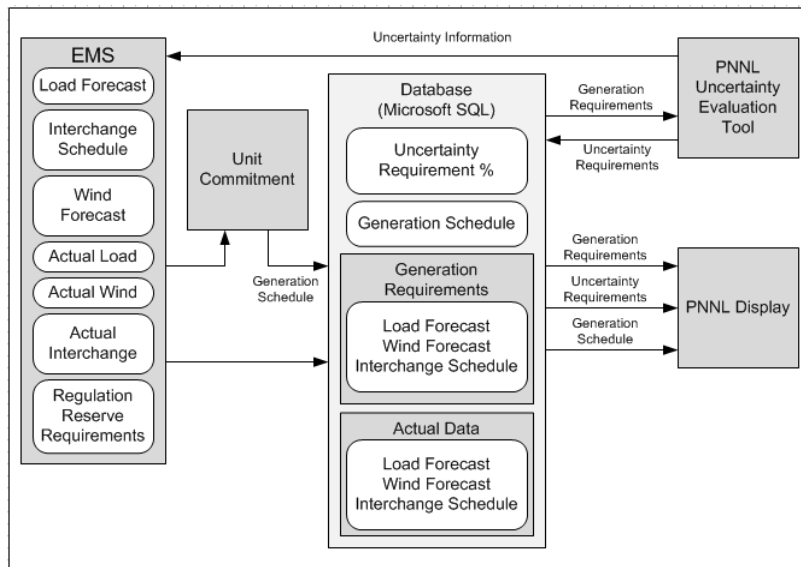 EMS
Load Forecast
Interchange
Schedule
Wind
Forecast
Actual Load
Actual Wind
Actual
Interchange
Regulation
Reserve
Requirements
Unit
Commitment
Generation
Schedule
Uncertainty Information
Database
(Microsoft SQL)
Uncertainty
Requirement %
Generation Schedule
Generation
Requirements
Load Forecast
Wind Forecast
Interchange Schedule
Actual Data
Load Forecast
Wind Forecast
Interchange Schedule
Generation
Requirements
Uncertainty
Requirements
PNNL
Uncertainty
Evaluation
Tool
Generation
Requirements
Uncertainty
Requirements
Generation
Schedule
PNNL Display